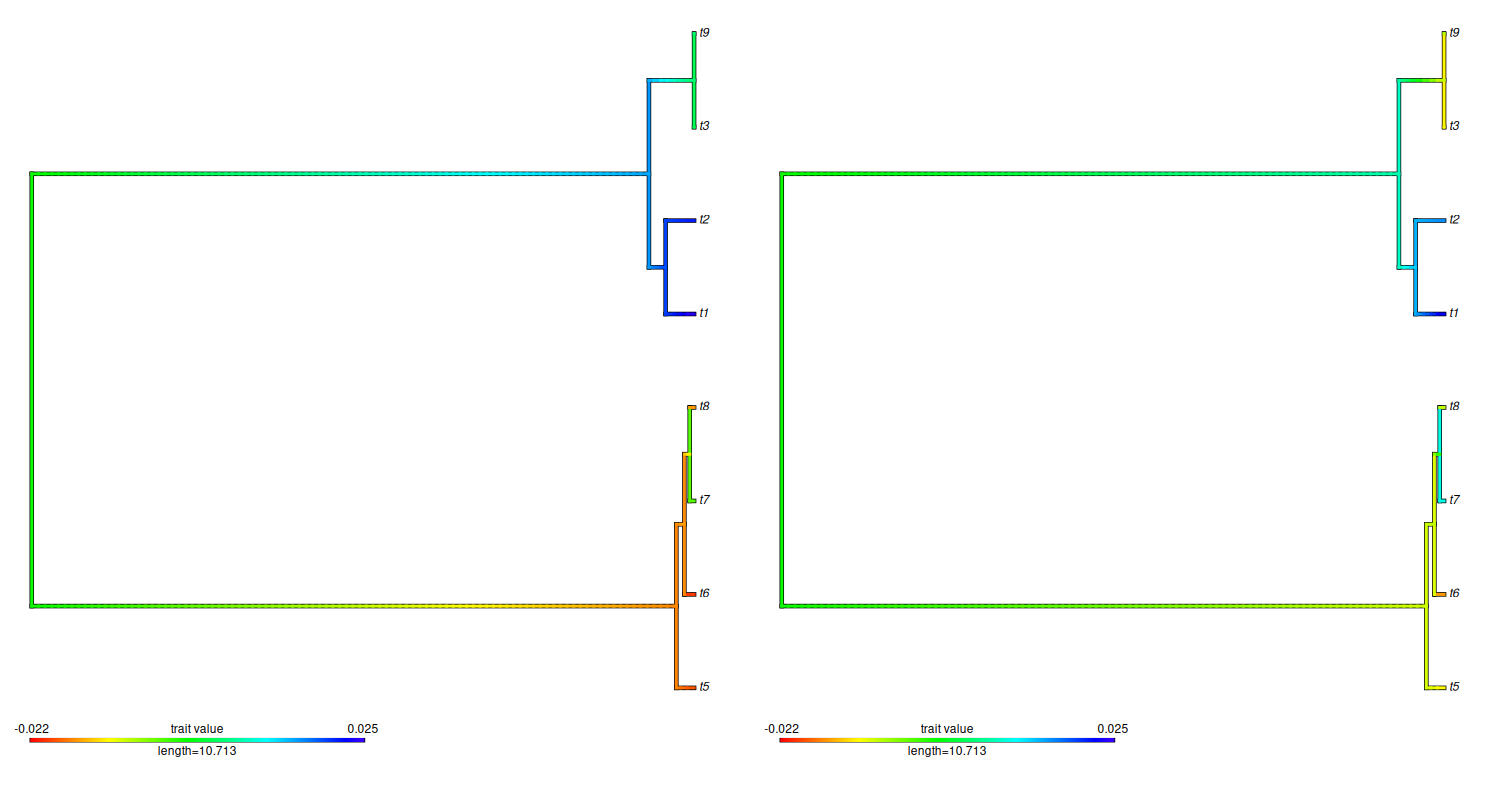 t9
t3
t2
t1
t8
t7
t6
t5
-0.022 trait value 0.025
length=10.713
t9
t3
t2
t1
t8
t7
t6
t5
-0.022 trait value 0.025
length=10.713